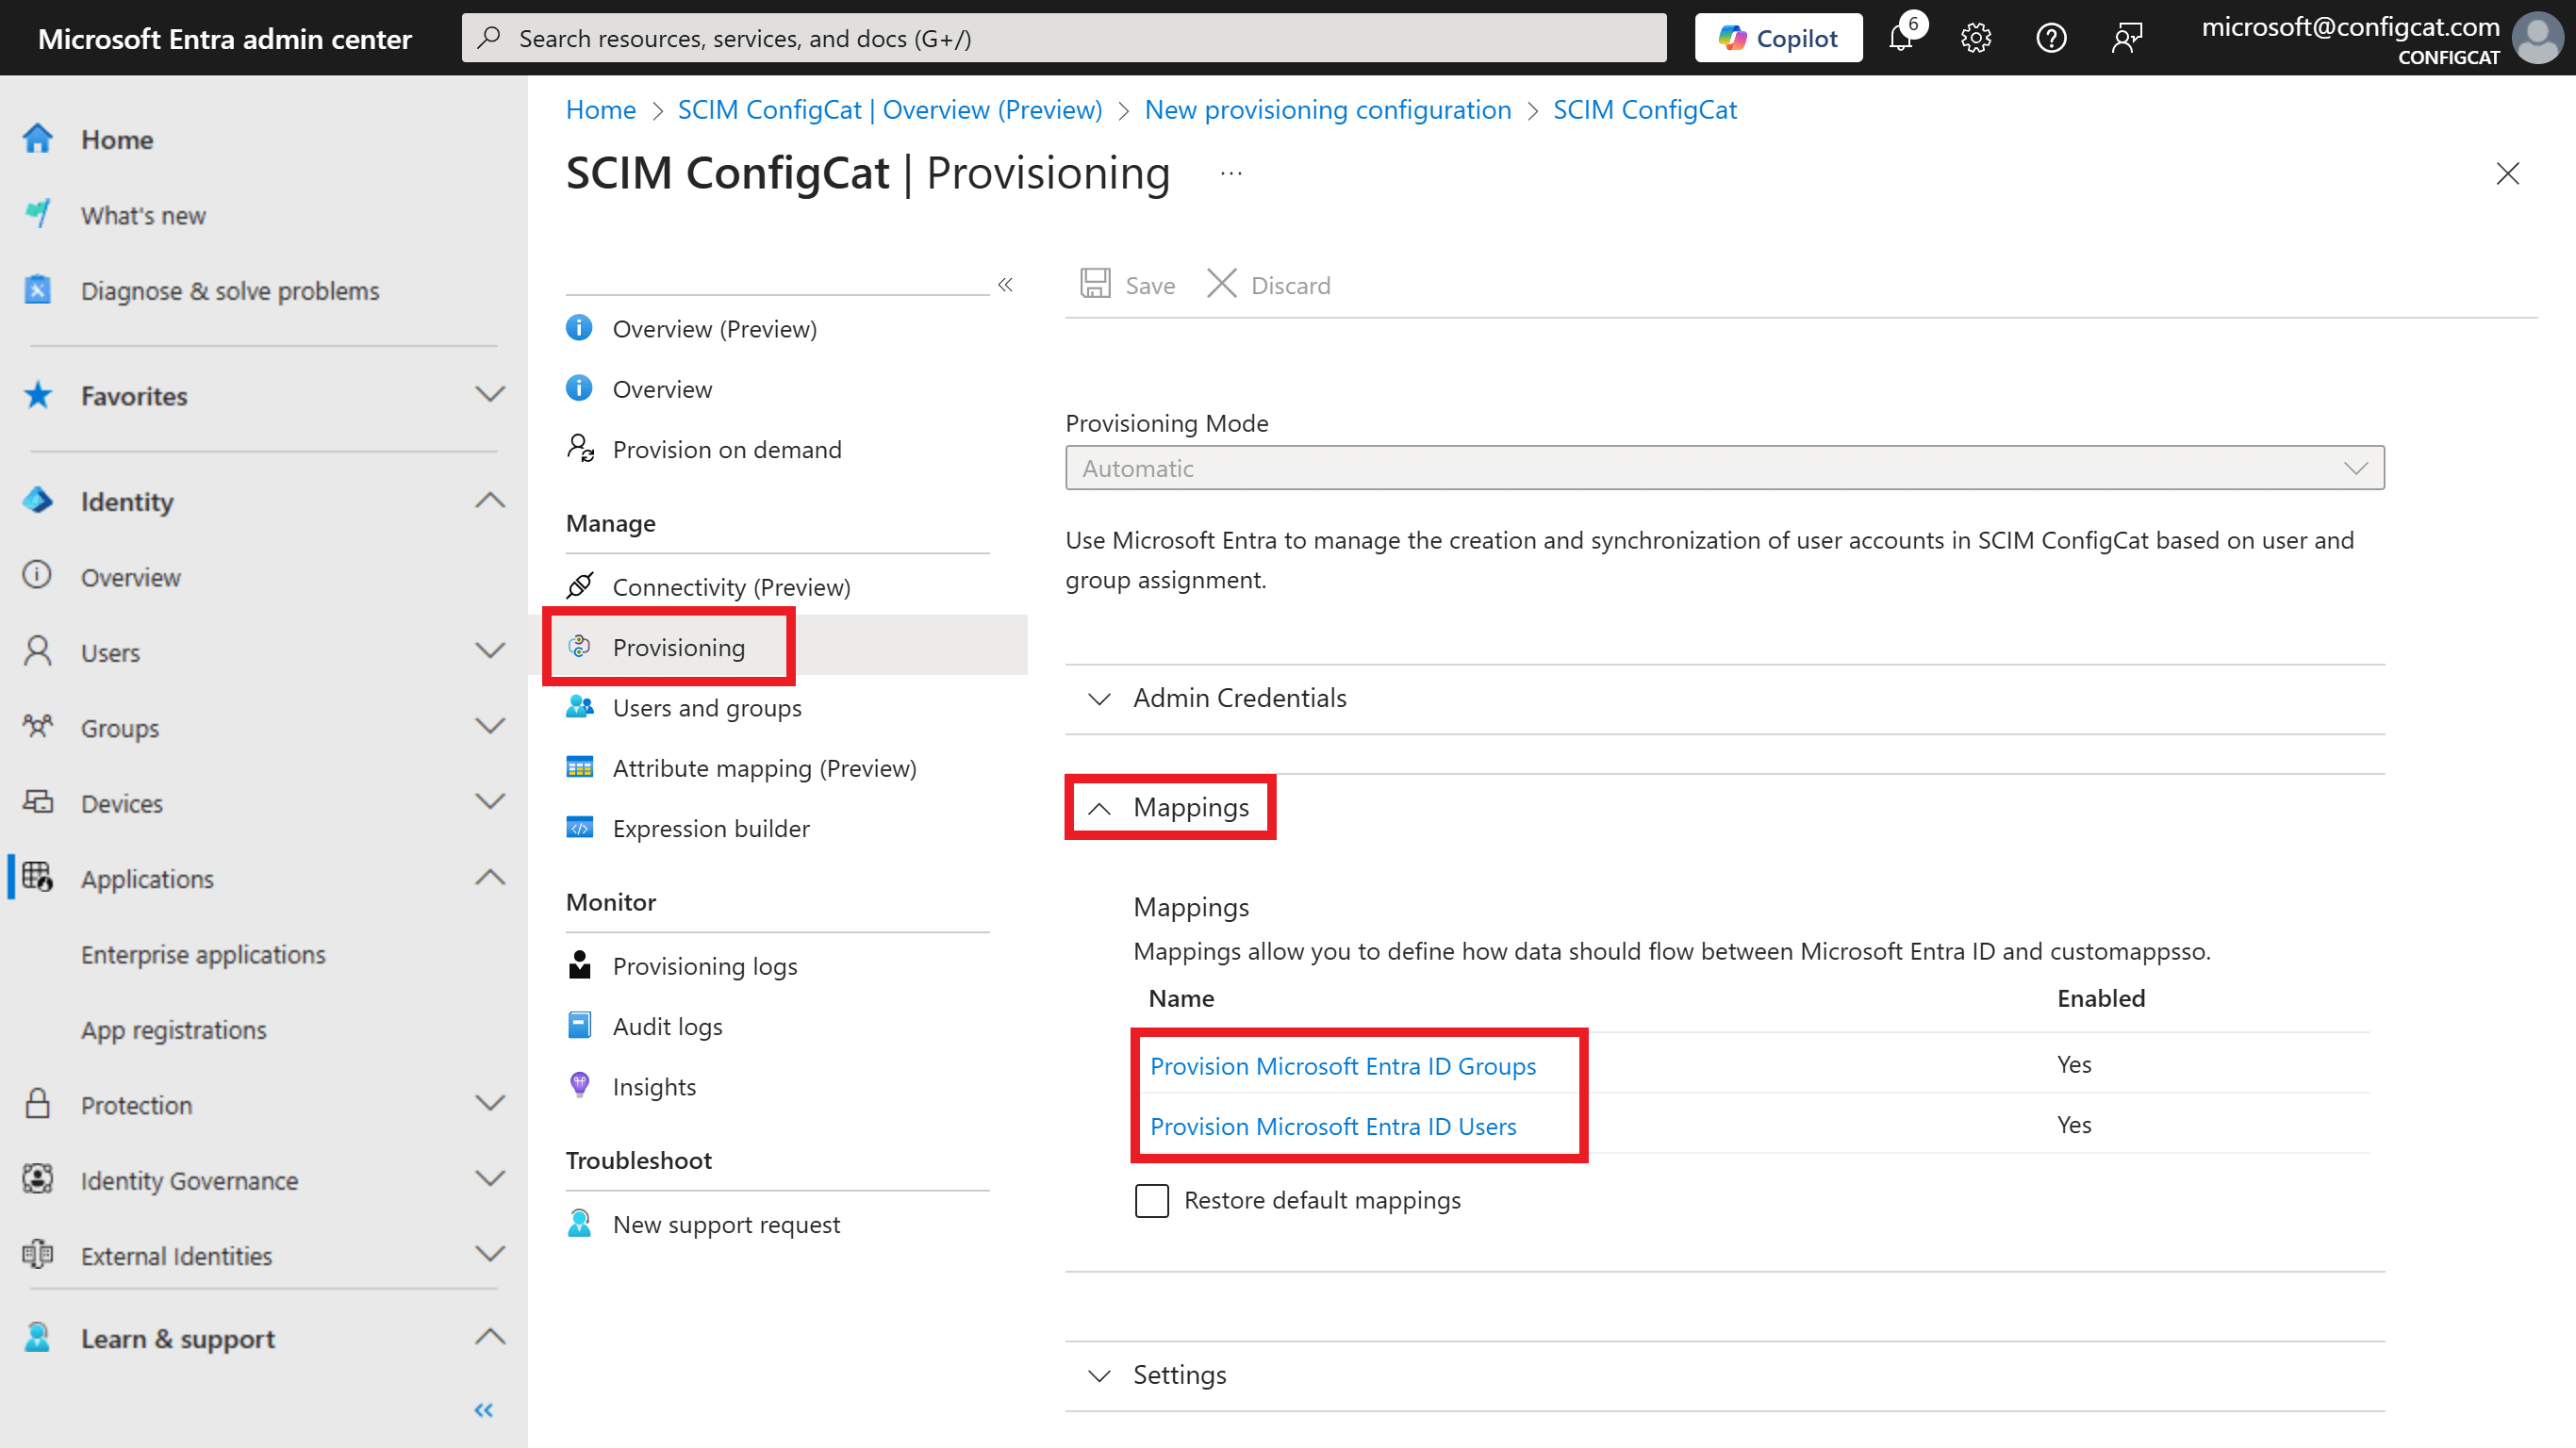 Microsoft Entra admin center
Search resources, services, and docs (G+/)
Copilot
6
microsoft@configcat.com
CONFIGCAT
Home
What's new
Diagnose & solve problems
Favorites
Identity
Overview
Users
Groups
Devices
Applications
Enterprise applications
App registrations
Protection
Identity Governance
External Identities
Learn & support
Home > SCIM ConfigCat | Overview (Preview) > New provisioning configuration > SCIM ConfigCat
SCIM ConfigCat | Provisioning ...
Overview (Preview)
Overview
Provision on demand
Manage
Connectivity (Preview)
Provisioning
Users and groups
Attribute mapping (Preview)
Expression builder
Monitor
Provisioning logs
Audit logs
Insights
Troubleshoot
New support request
Save Discard
Provisioning Mode
Automatic
Use Microsoft Entra to manage the creation and synchronization of user accounts in SCIM ConfigCat based on user and
group assignment.
Admin Credentials
Mappings
Mappings
Mappings allow you to define how data should flow between Microsoft Entra ID and customappsso.
Name Enabled
Provision Microsoft Entra ID Groups Yes
Provision Microsoft Entra ID Users Yes
Restore default mappings
Settings